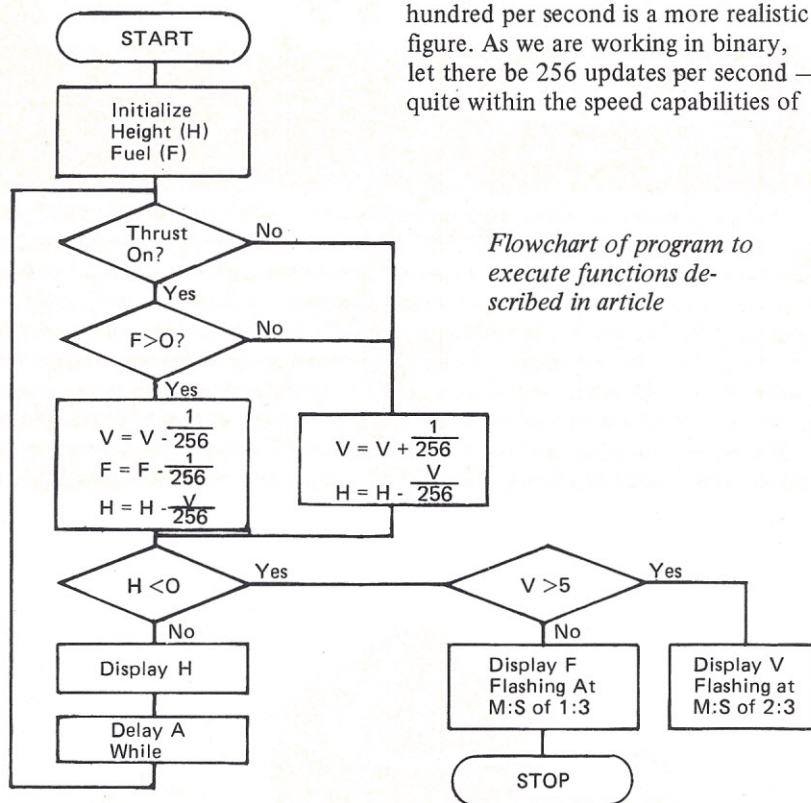 hundred per second is a more realistic
figure. As we are working in binary,
let there be 256 updates per second —
quite within the speed capabilities of
Flowchart of program to
execute functions de-
scribed in article
START
Initialize
Height (H)
Fuel (F)
Thrust
On?
No
Yes
F>O?
No
Yes
V = V - 1/256
F = F - 1/256
H = H - V/256
V = V + 1/256
H = H - V/256
H <O
Yes
No
V >5
Yes
No
Display H
Delay A
While
Display F
Flashing At
M:S of 1:3
Display V
Flashing at
M:S of 2:3
STOP